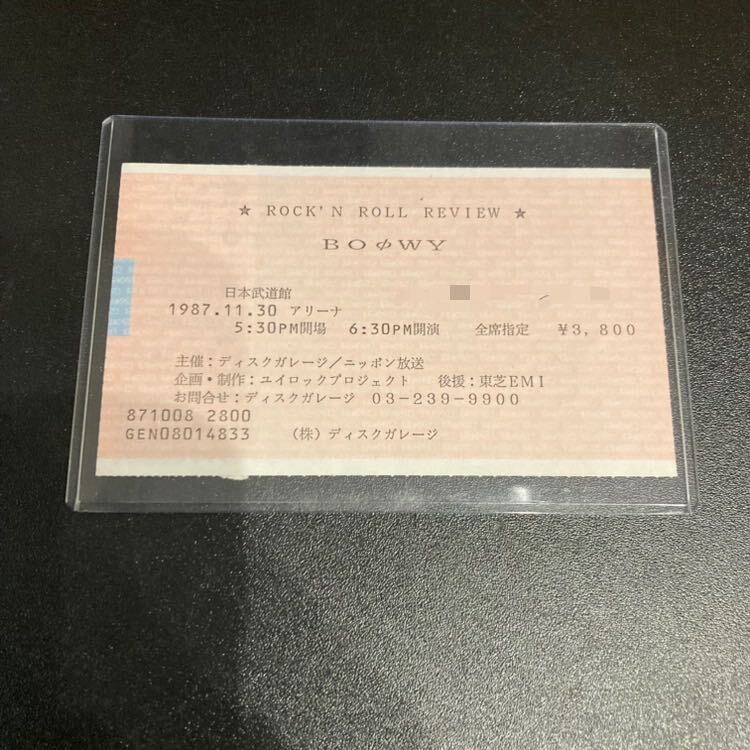 ★ ROCK'N ROLL REVIEW ★
BOφWY
日本武道館
1987.11.30 アリーナ
5:30PM開場 6:30PM開演 全席指定 ¥3,800
主催:ディスクガレージ/ニッポン放送
企画・制作:ユイロックプロジェクト 後援:東芝EMI
お問合せ:ディスクガレージ 03-239-9900
871008 2800
GEN08014833 (株)ディスクガレージ